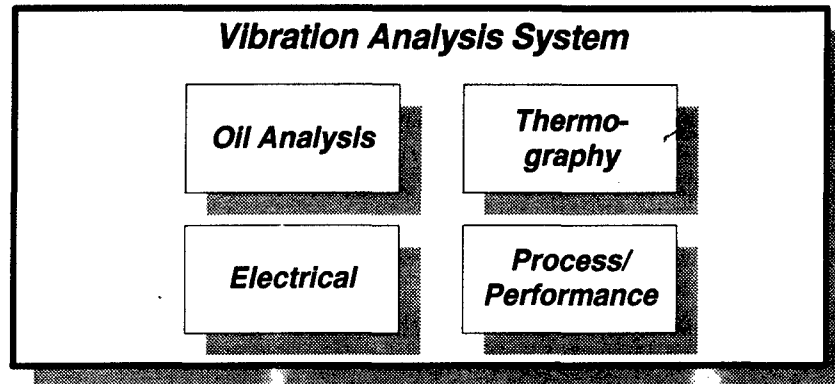 Vibration Analysis System
Oil Analysis
Thermo-
graphy
Electrical
Process/
Performance